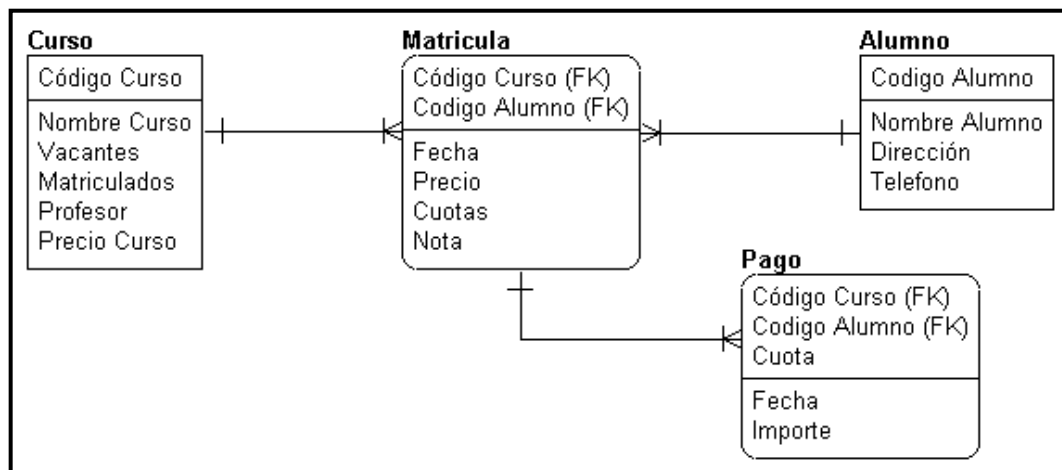 Curso
Código Curso
Nombre Curso
Vacantes
Matriculados
Profesor
Precio Curso
Matricula
Código Curso (FK)
Codigo Alumno (FK)
Fecha
Precio
Cuotas
Nota
Alumno
Codigo Alumno
Nombre Alumno
Dirección
Telefono
Pago
Código Curso (FK)
Codigo Alumno (FK)
Cuota
Fecha
Importe